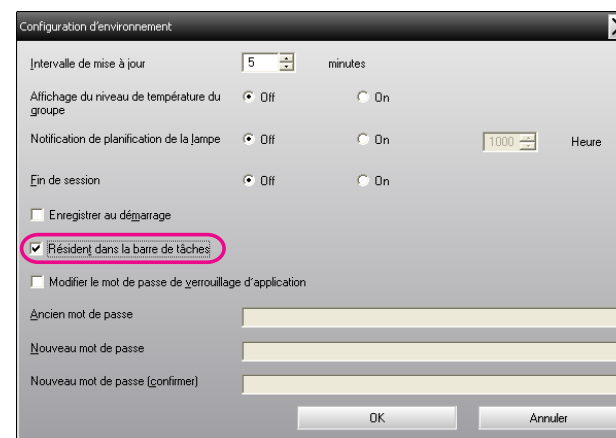 Configuration d'environnement
Intervalle de mise à jour 5 minutes
Affichage du niveau de température du groupe Off On
Notification de planification de la lampe Off On 1000 Heure
Fin de session Off On
Enregistrer au démarrage
Résident dans la barre de tâches
Modifier le mot de passe de verrouillage d'application
Ancien mot de passe
Nouveau mot de passe
Nouveau mot de passe (confirmer)
OK Annuler